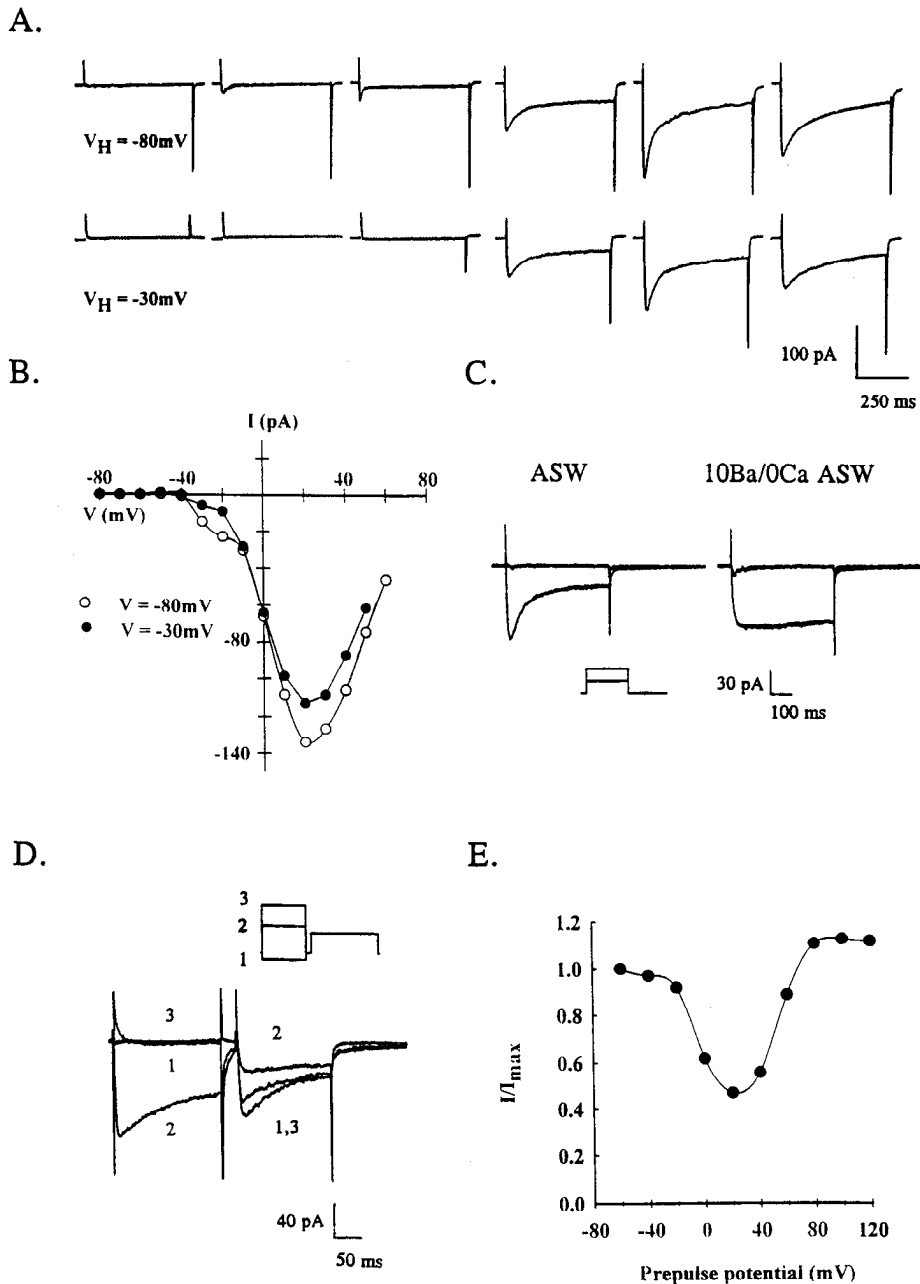 A.
V_H = -80mV
V_H = -30mV
100 pA
250 ms
B.
I (pA)
-80
-40
40
80
V (mV)
V = -80mV
V = -30mV
-80
-140
C.
ASW
10Ba/0Ca ASW
30 pA
100 ms
D.
3
2
1
3
1
2
2
1,3
40 pA
50 ms
E.
1.2
1.0
0.8
0.6
0.4
0.2
0.0
I/I_max
-80
-40
0
40
80
120
Prepulse potential (mV)